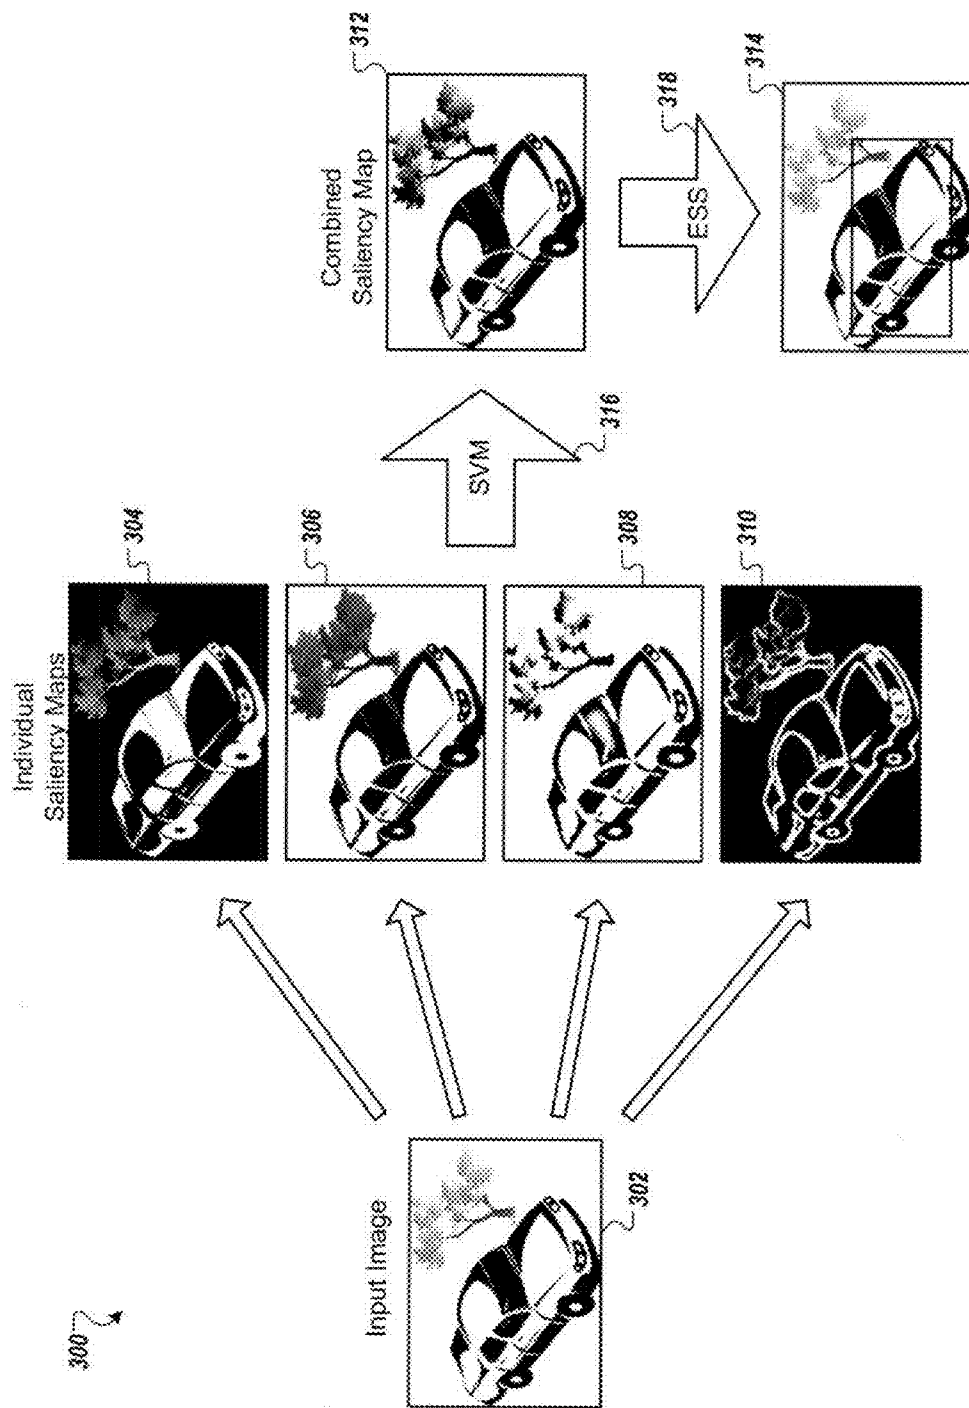 300
Input Image
302
Individual
Saliency Maps
304
306
308
310
SVM
316
Combined
Saliency Map
312
ESS
318
314